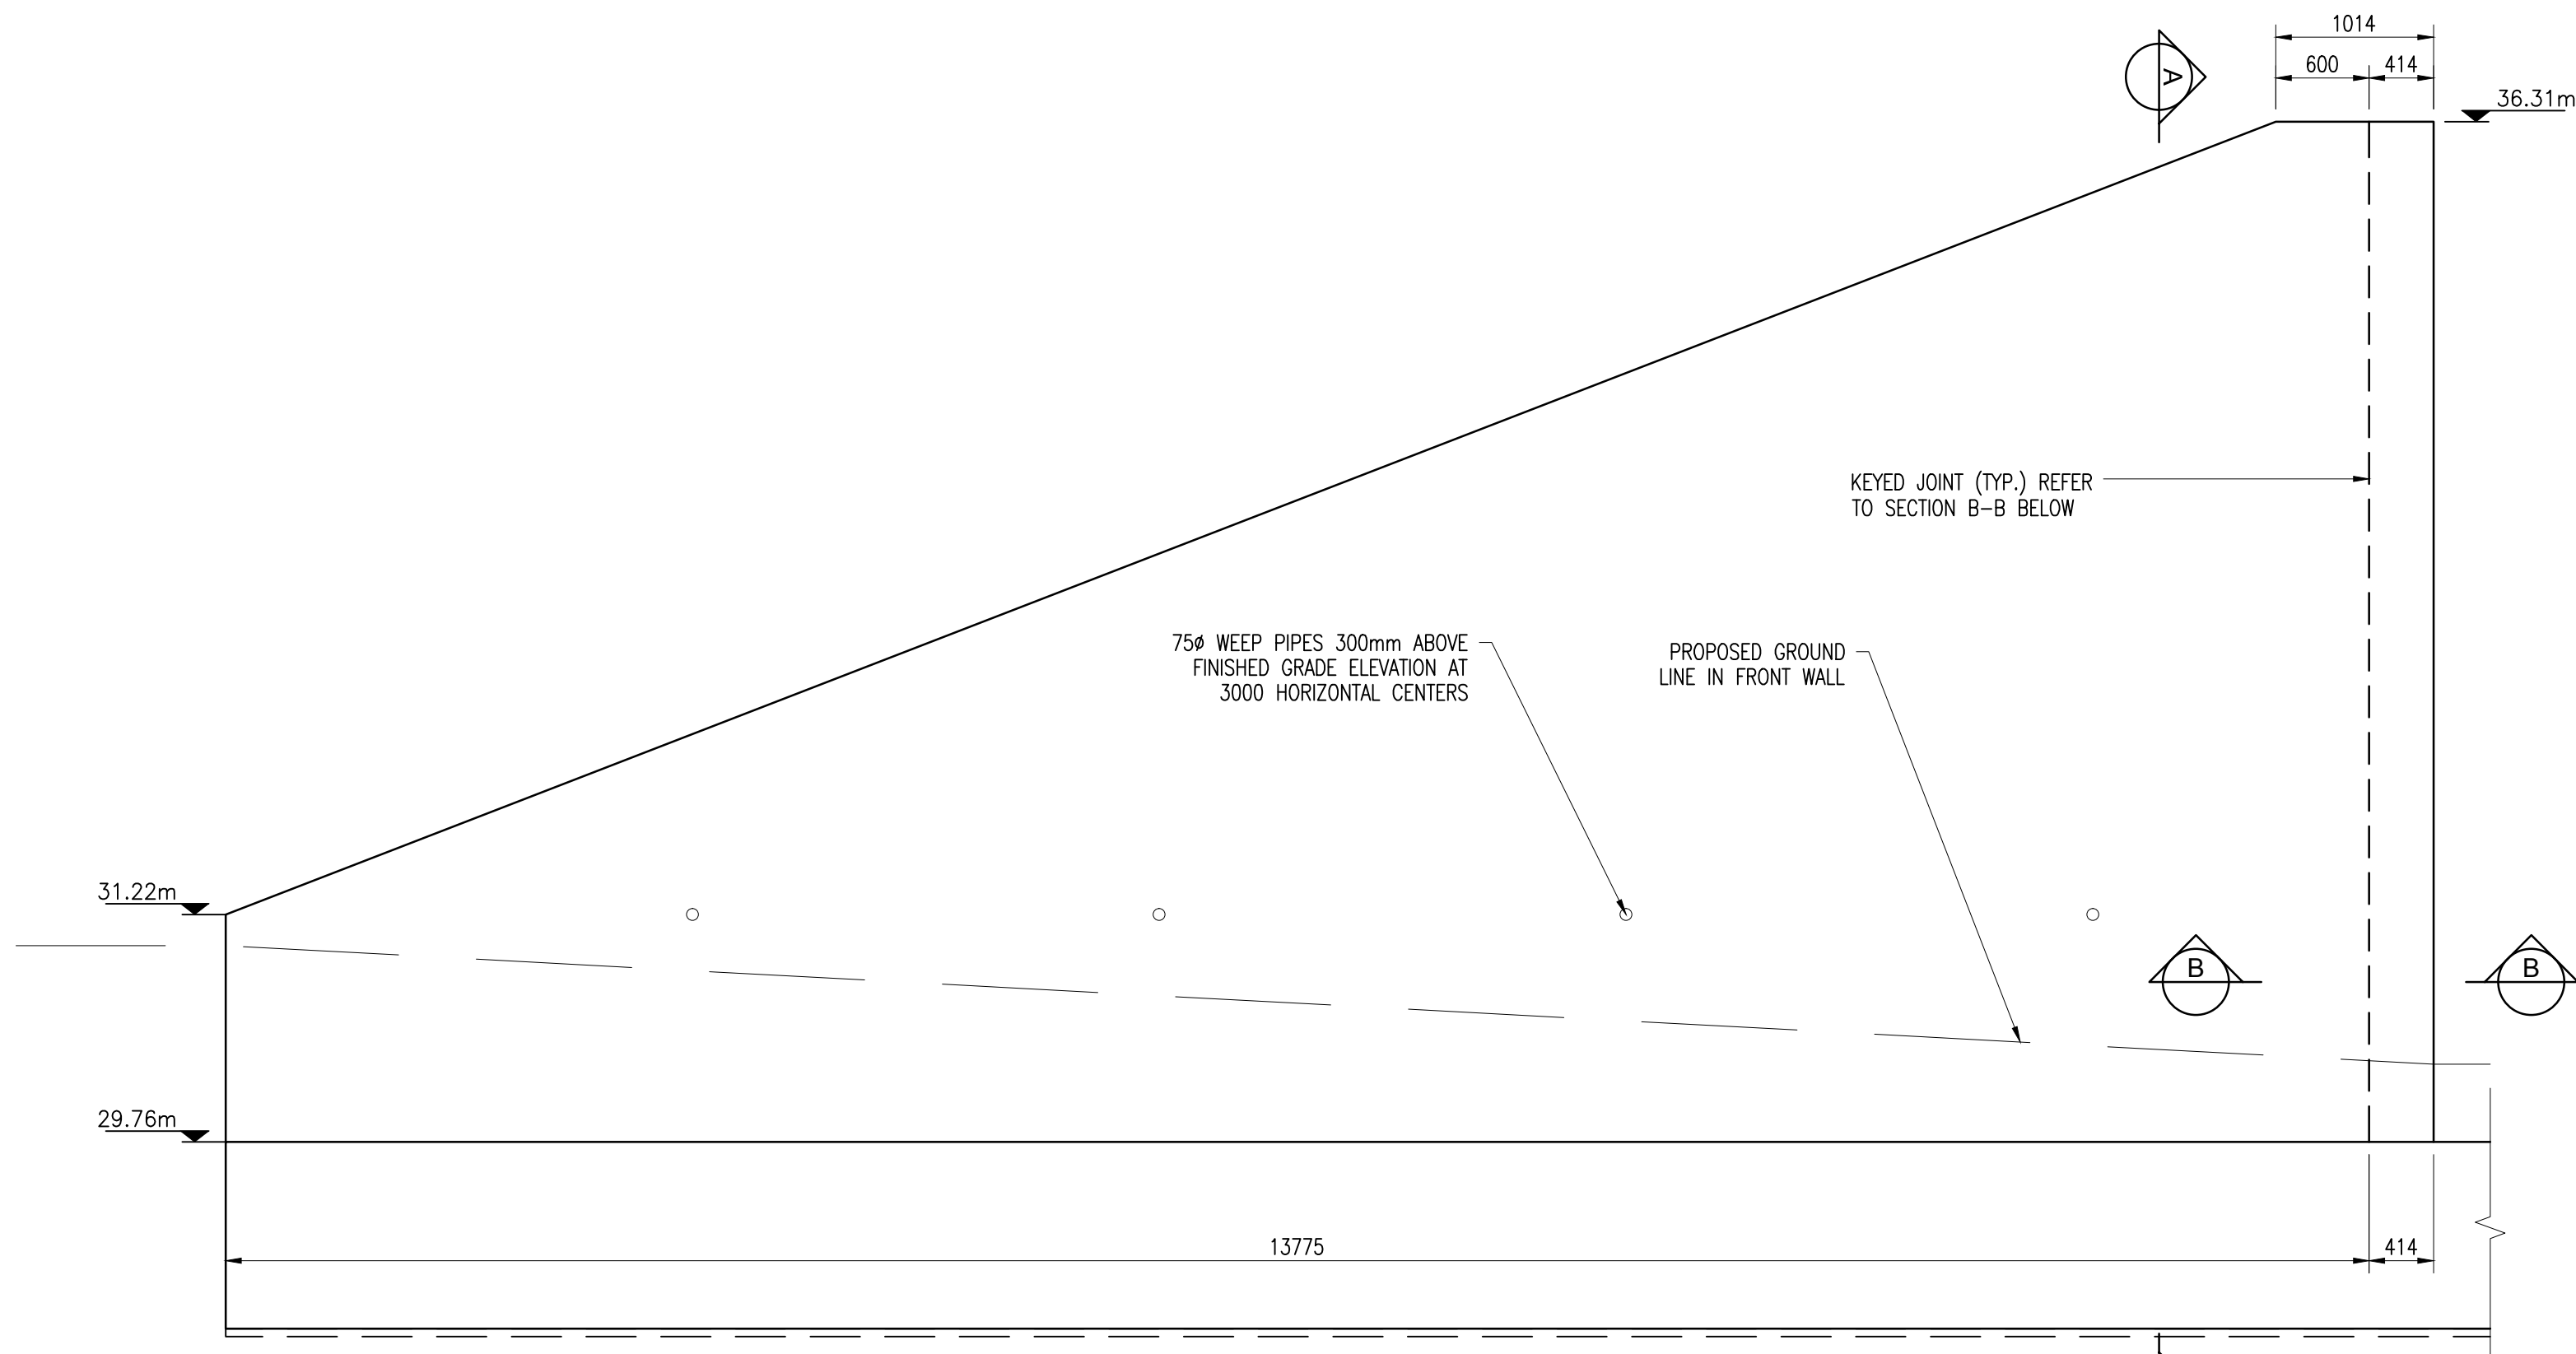 1014
600
414
A
36.31m
KEYED JOINT (TYP.) REFER
TO SECTION B-B BELOW
75ø WEEP PIPES 300mm ABOVE
FINISHED GRADE ELEVATION AT
3000 HORIZONTAL CENTERS
PROPOSED GROUND
LINE IN FRONT WALL
31.22m
B
B
29.76m
13775
414